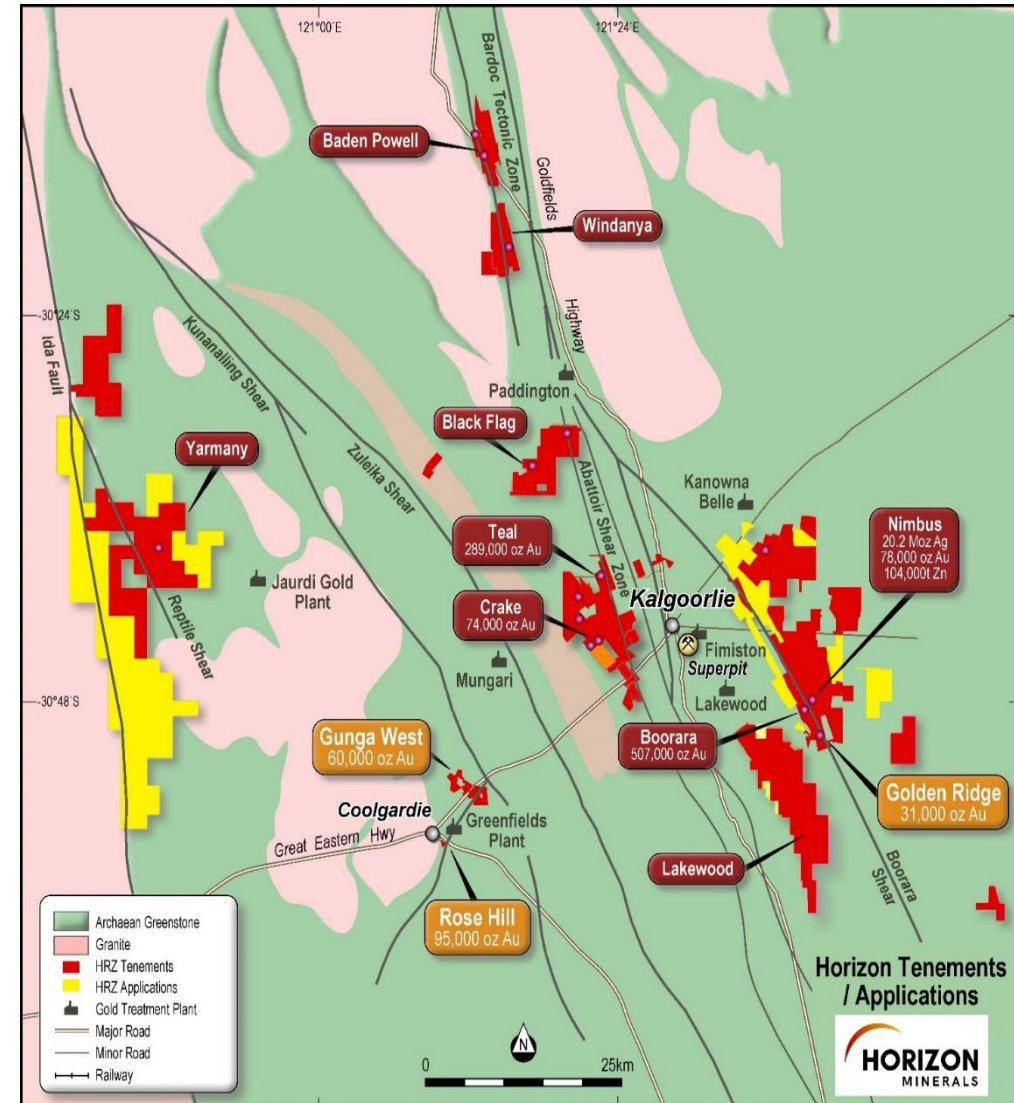 121°00´E
121°24´E
Bardoc Tectonic Zone
Baden Powell
Goldfields
Highway
Windanya
-30°24´S
Ida Fault
Kunanalling Shear
Zuleika Shear
Paddington
Black Flag
Yarmany
Abattoir Shear Zone
Kanowna
Belle
Teal
289,000 oz Au
Nimbus
20.2 Moz Ag
78,000 oz Au
104,000t Zn
Jaurdi Gold
Plant
Reptile Shear
Crake
74,000 oz Au
Kalgoorlie
Fimiston
Superpit
Mungari
Lakewood
-30°48´S
Gunga West
60,000 oz Au
Boorara
507,000 oz Au
Golden Ridge
31,000 oz Au
Coolgardie
Great Eastern Hwy
Greenfields
Plant
Lakewood
Boorara
Shear
Rose Hill
95,000 oz Au
Archaean Greenstone
Granite
HRZ Tenements
HRZ Applications
Gold Treatment Plant
Major Road
Minor Road
Railway
N
0
25km
Horizon Tenements
/ Applications
HORIZON
MINERALS